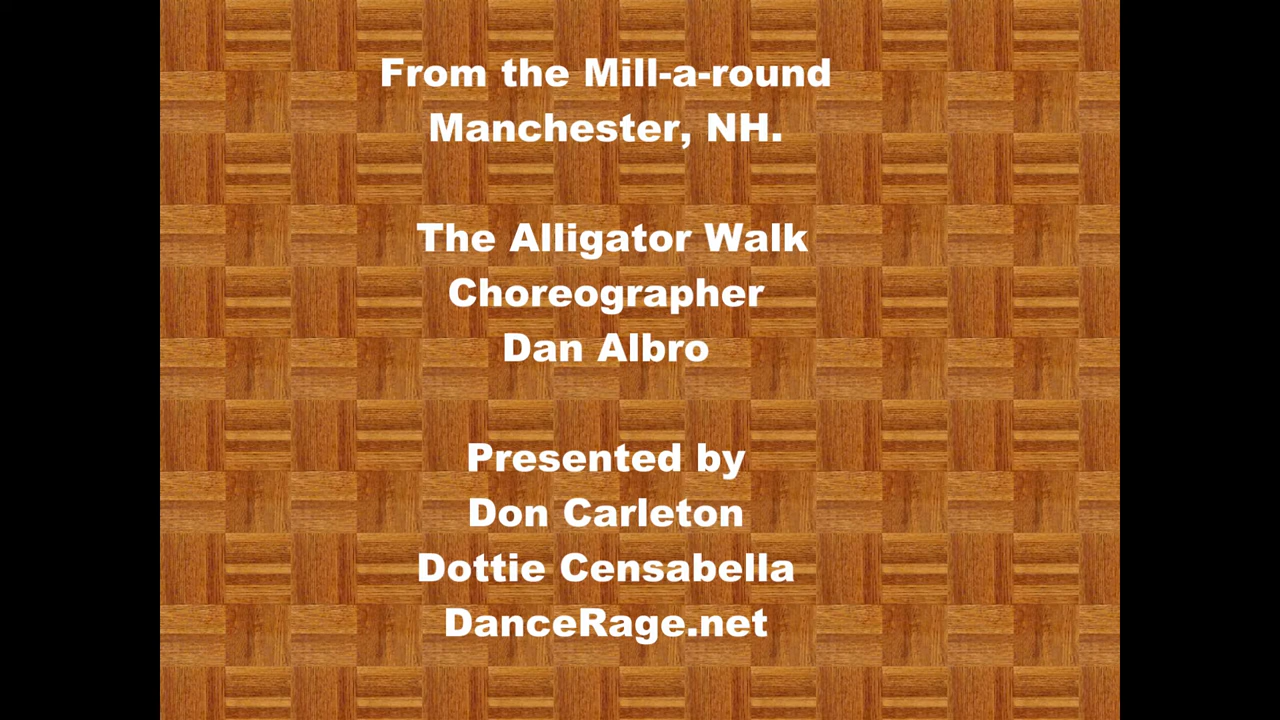 From the Mill-a-round
Manchester, NH.
The Alligator Walk
Choreographer
Dan Albro
Presented by
Don Carleton
Dottie Censabella
DanceRage.net